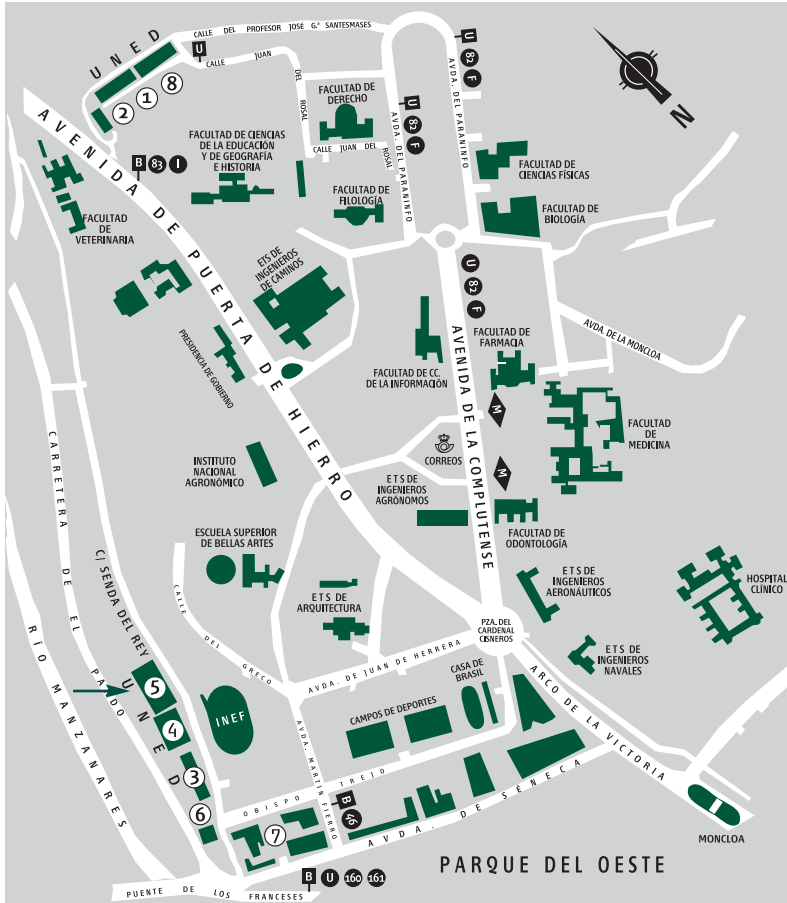 CALLE DEL PROFESOR JOSÉ G.ª SANTESMASES
UNED
U
CALLE JUAN DEL ROSAL
2
1
8
U
82
F
AVDA. DEL PARANINFO
U
82
F
AVDA. DEL PARANINFO
N
FACULTAD DE
DERECHO
CALLE JUAN DEL ROSAL
FACULTAD DE CIENCIAS
DE LA EDUCACIÓN
Y DE GEOGRAFÍA
E HISTORIA
B
83
I
AVENIDA DE PUERTA DE HIERRO
FACULTAD DE
CIENCIAS FÍSICAS
FACULTAD
DE
VETERINARIA
FACULTAD
DE
FILOLOGÍA
FACULTAD DE
BIOLOGÍA
ETS DE
INGENIEROS
DE CAMINOS
U
82
F
AVENIDA DE LA COMPLUTENSE
PRESIDENCIA DE GOBIERNO
FACULTAD DE
FARMACIA
AVDA. DE LA MONCLOA
FACULTAD DE CC.
DE LA INFORMACIÓN
M
FACULTAD
DE
MEDICINA
CORREOS
INSTITUTO
NACIONAL
AGRONÓMICO
M
ETS DE
INGENIEROS
AGRÓNOMOS
CARRETERA DE EL PARDO
ESCUELA SUPERIOR
DE BELLAS ARTES
FACULTAD DE
ODONTOLOGÍA
C/ SENDA DEL REY
ETS DE
INGENIEROS
AERONÁUTICOS
HOSPITAL
CLÍNICO
ETS DE
ARQUITECTURA
CALLE DEL GRECO
PZA. DEL
CARDENAL
CISNEROS
RÍO MANZANARES
ETS DE
INGENIEROS
NAVALES
AVDA. DE JUAN DE HERRERA
UNED
5
4
3
6
INEF
CASA DE
BRASIL
CAMPOS DE DEPORTES
ARCO DE LA VICTORIA
AVDA. MARTIN FIERRO
OBISPO TREJO
B
46
7
AVDA. DE SÉNECA
MONCLOA
PARQUE DEL OESTE
B
U
160
161
PUENTE DE LOS FRANCESES